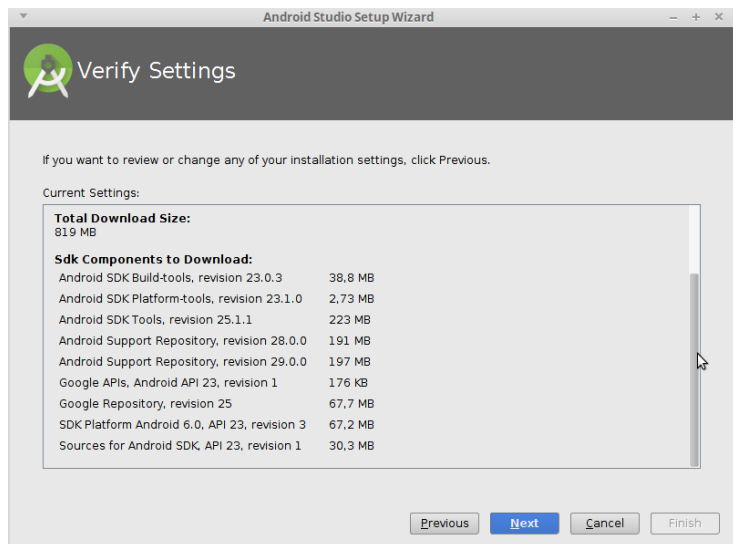 Android Studio Setup Wizard
Verify Settings
If you want to review or change any of your installation settings, click Previous.
Current Settings:
Total Download Size:
819 MB
Sdk Components to Download:
Android SDK Build-tools, revision 23.0.3 38,8 MB
Android SDK Platform-tools, revision 23.1.0 2,73 MB
Android SDK Tools, revision 25.1.1 223 MB
Android Support Repository, revision 28.0.0 191 MB
Android Support Repository, revision 29.0.0 197 MB
Google APIs, Android API 23, revision 1 176 KB
Google Repository, revision 25 67,7 MB
SDK Platform Android 6.0, API 23, revision 3 67,2 MB
Sources for Android SDK, API 23, revision 1 30,3 MB
Previous Next Cancel Finish